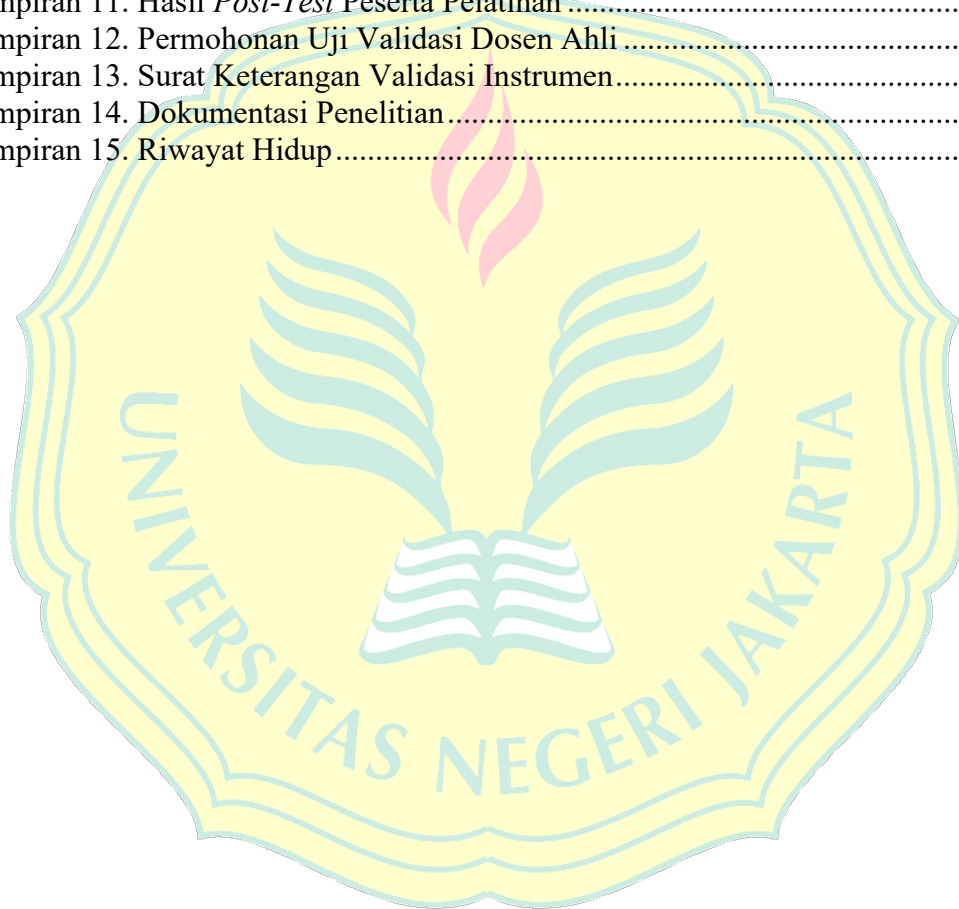 mpiran 11. Hasil Post-Test Peserta Pelatihan ..........................................
mpiran 12. Permohonan Uji Validasi Dosen Ahli ..........................................
mpiran 13. Surat Keterangan Validasi Instrumen ..........................................
mpiran 14. Dokumentasi Penelitian ..........................................
mpiran 15. Riwayat Hidup ..........................................
UNIVERSITAS NEGERI JAKARTA